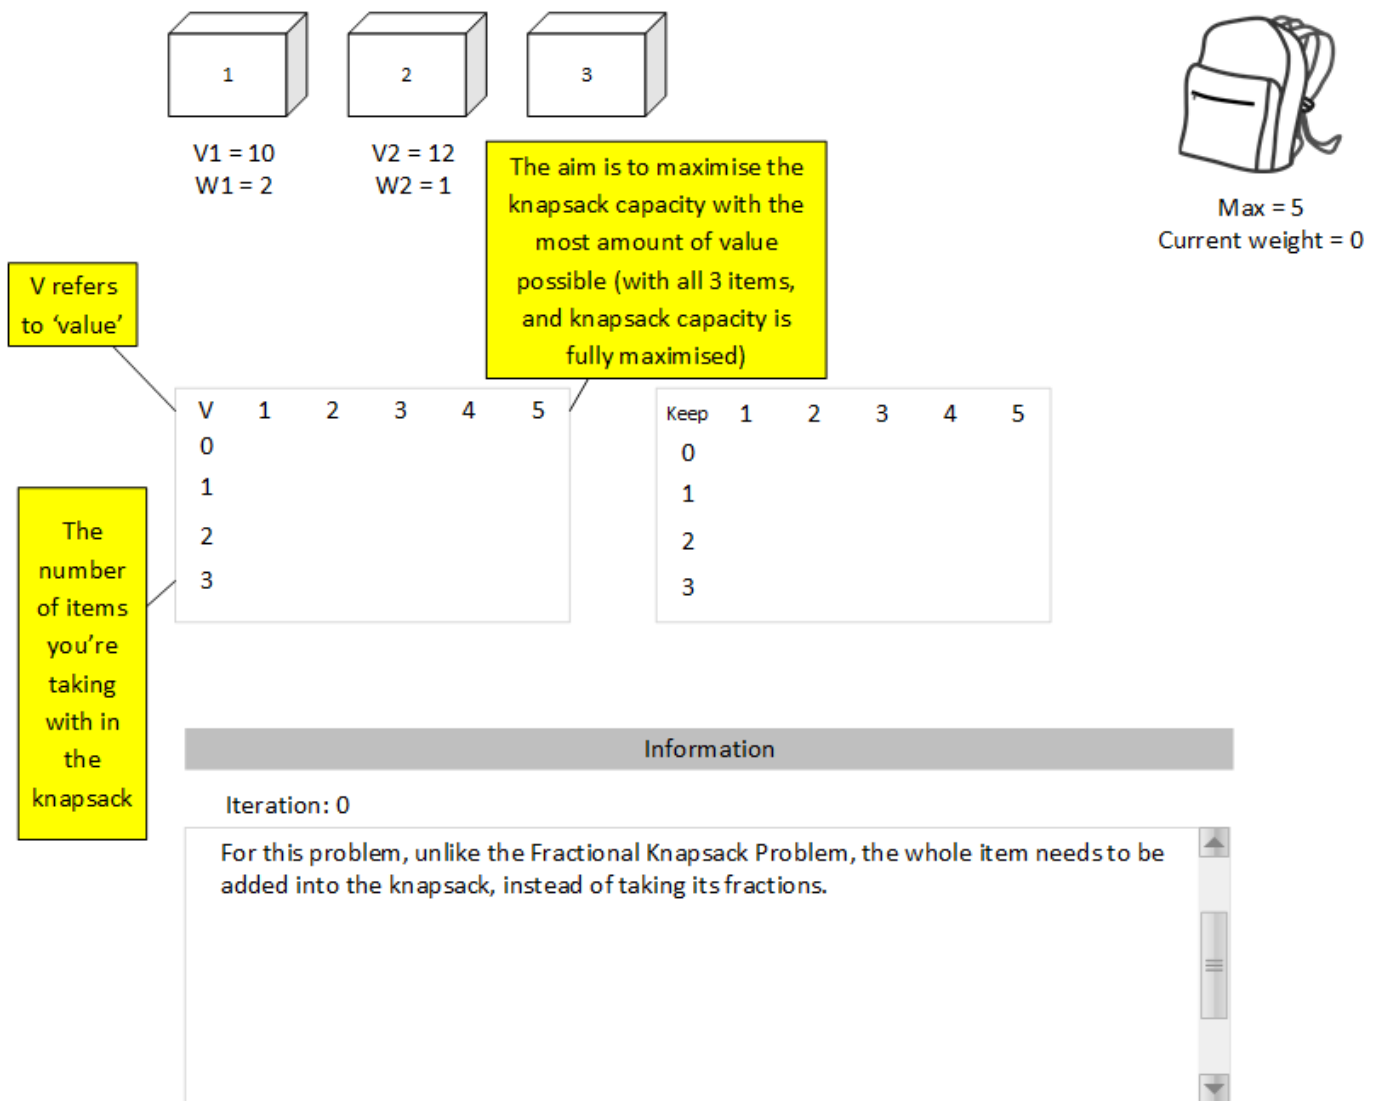 1
2
3
V1 = 10
W1 = 2
V2 = 12
W2 = 1
The aim is to maximise the
knapsack capacity with the
most amount of value
possible (with all 3 items,
and knapsack capacity is
fully maximised)
Max = 5
Current weight = 0
V refers
to ‘value’
V 1 2 3 4 5
0
1
2
3
Keep 1 2 3 4 5
0
1
2
3
The
number
of items
you’re
taking
with in
the
knapsack
Information
Iteration: 0
For this problem, unlike the Fractional Knapsack Problem, the whole item needs to be
added into the knapsack, instead of taking its fractions.